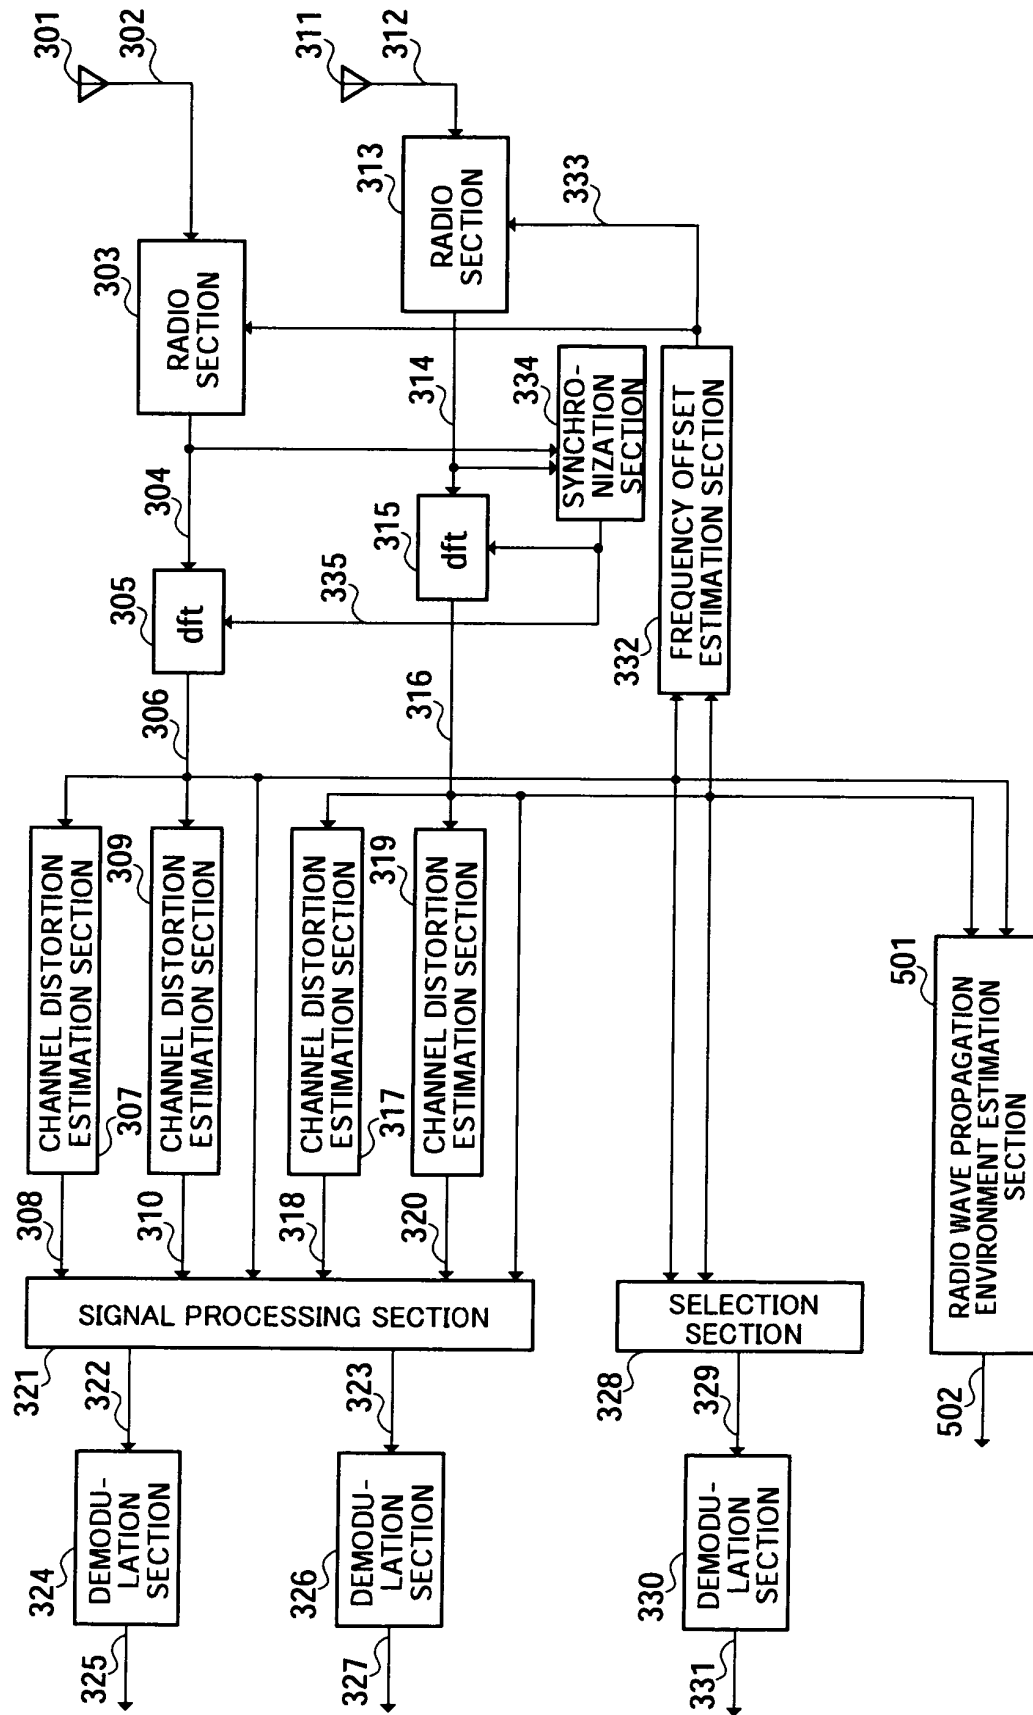 301
302
303
RADIO
SECTION
304
305
dft
306
CHANNEL DISTORTION
ESTIMATION SECTION
307
308
CHANNEL DISTORTION
ESTIMATION SECTION
309
310
311
312
313
RADIO
SECTION
314
315
dft
316
CHANNEL DISTORTION
ESTIMATION SECTION
317
318
CHANNEL DISTORTION
ESTIMATION SECTION
319
320
SIGNAL PROCESSING SECTION
321
322
323
DEMODU-
LATION
SECTION
324
325
DEMODU-
LATION
SECTION
326
327
SELECTION
SECTION
328
329
DEMODU-
LATION
SECTION
330
331
FREQUENCY OFFSET
ESTIMATION SECTION
332
333
SYNCHRO-
NIZATION
SECTION
334
335
RADIO WAVE PROPAGATION
ENVIRONMENT ESTIMATION
SECTION
501
502